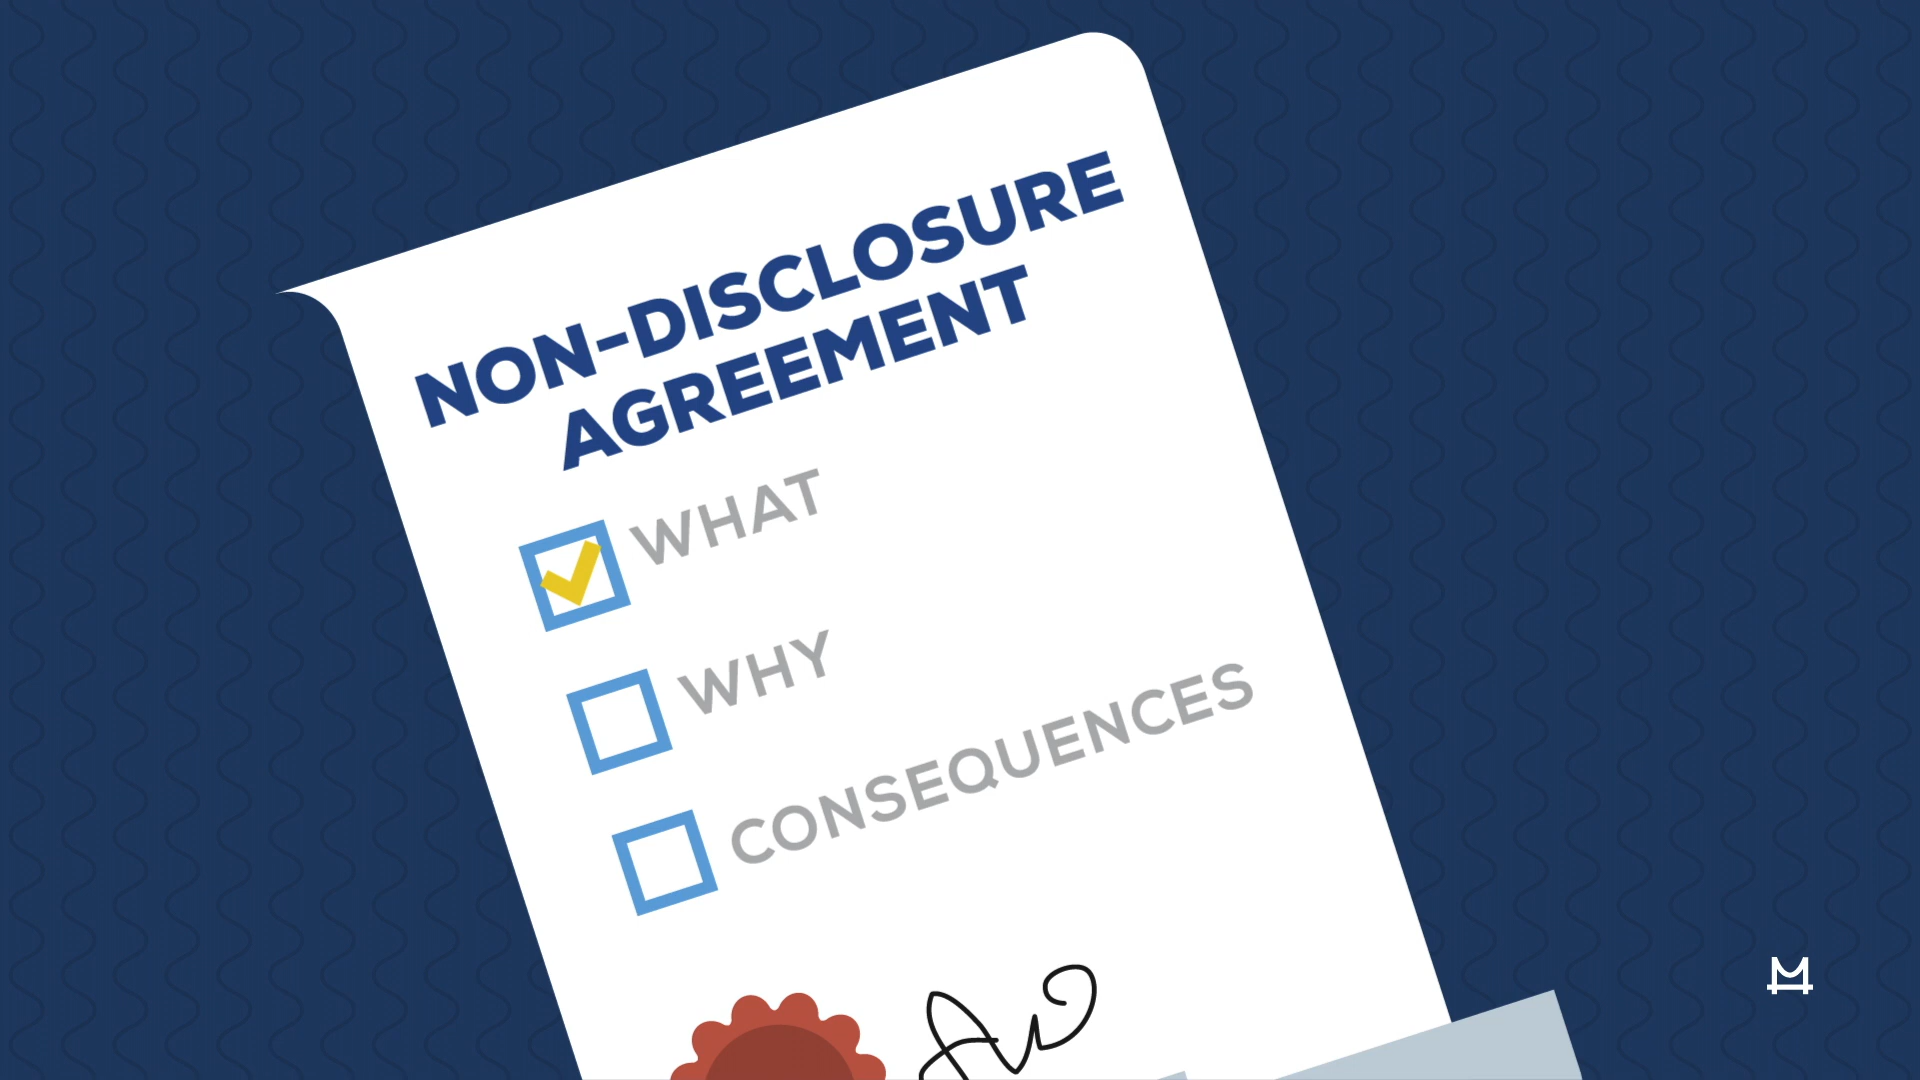 NON-DISCLOSURE
AGREEMENT
WHAT
WHY
CONSEQUENCES